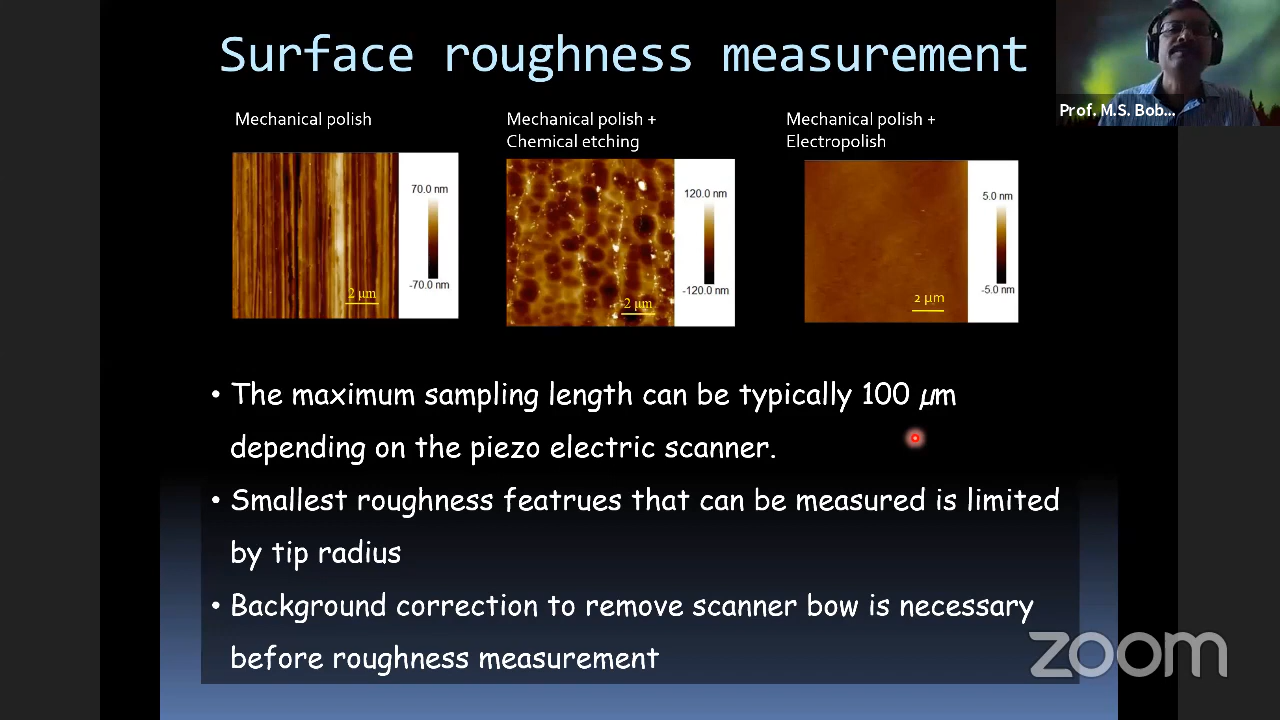 Surface roughness measurement
Prof. M.S. Bob...
Mechanical polish
Mechanical polish +
Chemical etching
Mechanical polish +
Electropolish
70.0 nm
-70.0 nm
2 µm
120.0 nm
-120.0 nm
2 µm
5.0 nm
-5.0 nm
2 µm
• The maximum sampling length can be typically 100 µm
depending on the piezo electric scanner.
• Smallest roughness featrues that can be measured is limited
by tip radius
• Background correction to remove scanner bow is necessary
before roughness measurement
zoom